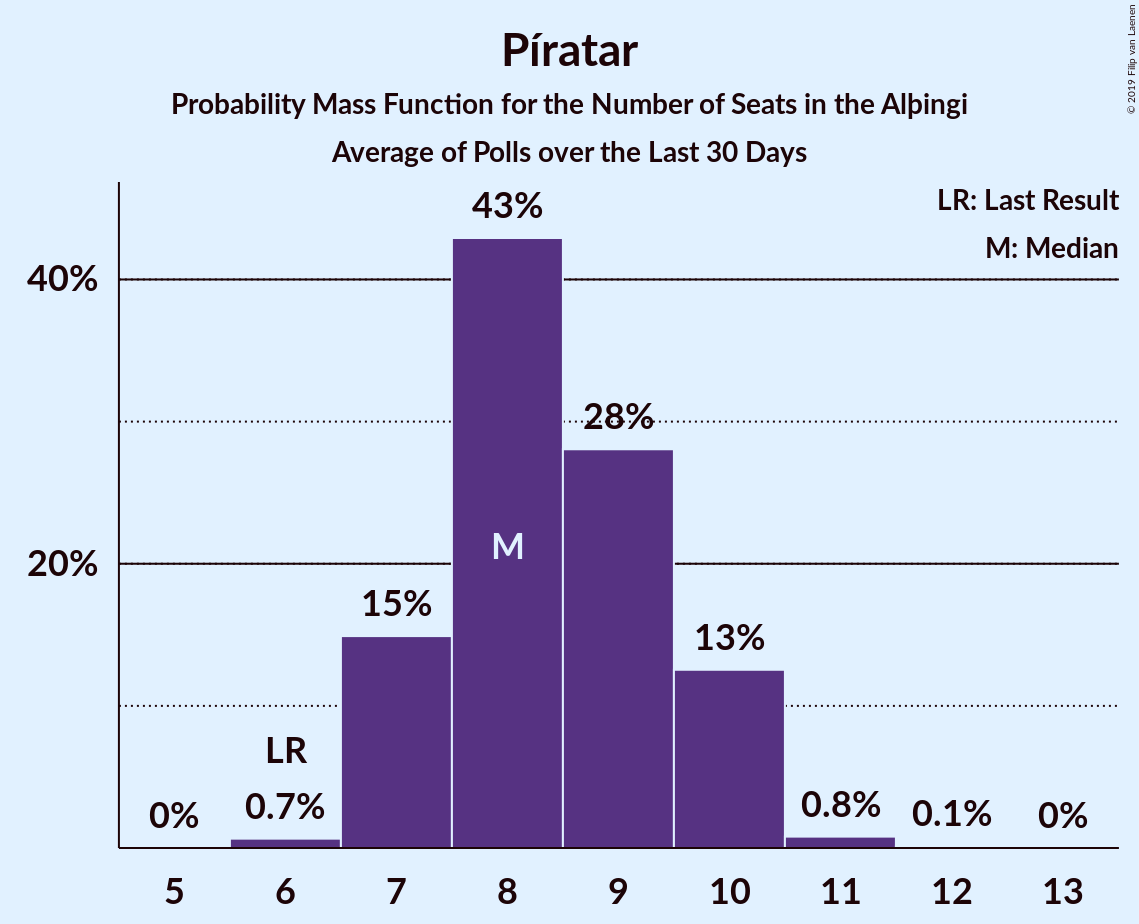 Píratar
Probability Mass Function for the Number of Seats in the Alþingi
Average of Polls over the Last 30 Days
© 2019 Filip van Laenen
LR: Last Result
M: Median
40%
20%
0%
LR
0.7%
15%
43%
M
28%
13%
0.8%
0.1%
0%
5 6 7 8 9 10 11 12 13